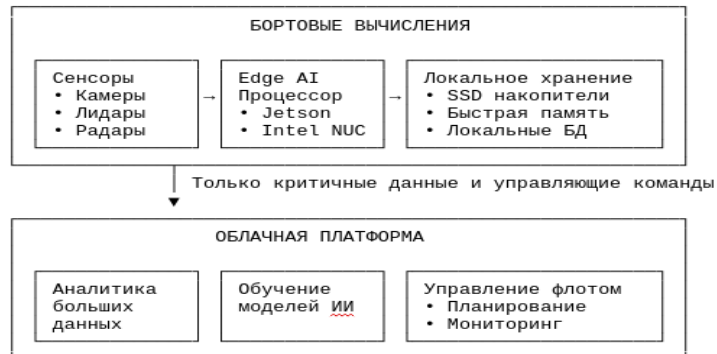 БОРТОВЫЕ ВЫЧИСЛЕНИЯ
Сенсоры
• Камеры
• Лидары
• Радары
→
Edge AI
Процессор
• Jetson
• Intel NUC
→
Локальное хранение
• SSD накопители
• Быстрая память
• Локальные БД
Только критичные данные и управляющие команды
ОБЛАЧНАЯ ПЛАТФОРМА
Аналитика
больших
данных
Обучение
моделей ИИ
Управление флотом
• Планирование
• Мониторинг